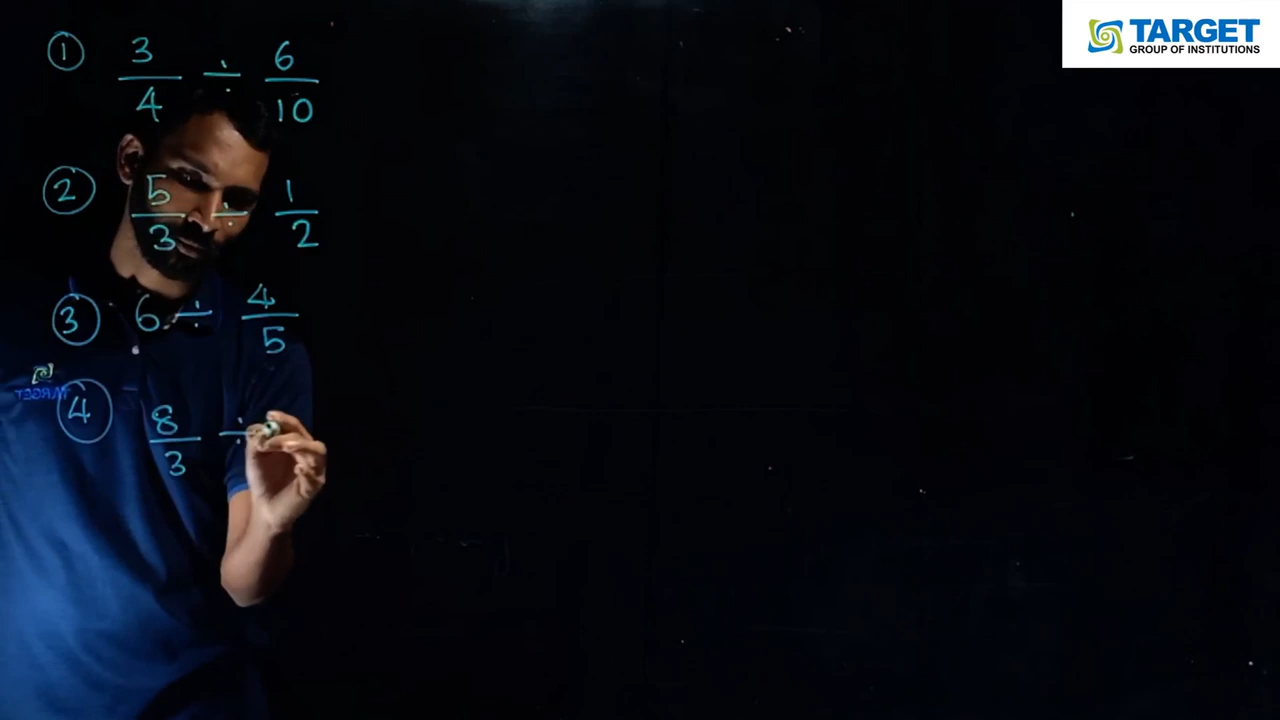 TARGET
GROUP OF INSTITUTIONS
① 3/4 ÷ 6/10
② 5/3 ÷ 1/2
③ 6 ÷ 4/5
TARGET
④ 8/3 ÷